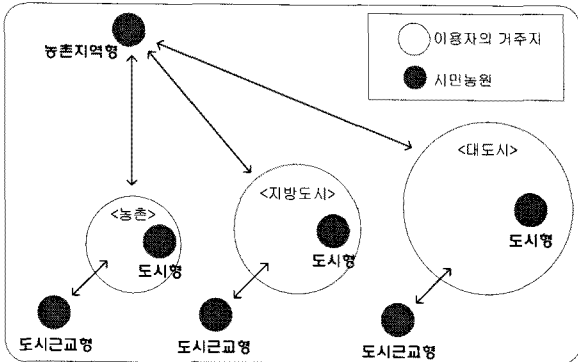 이용자의 거주지
시민농원
농촌지역형
<대도시>
도시형
<지방도시>
도시형
<농촌>
도시형
도시근교형
도시근교형
도시근교형